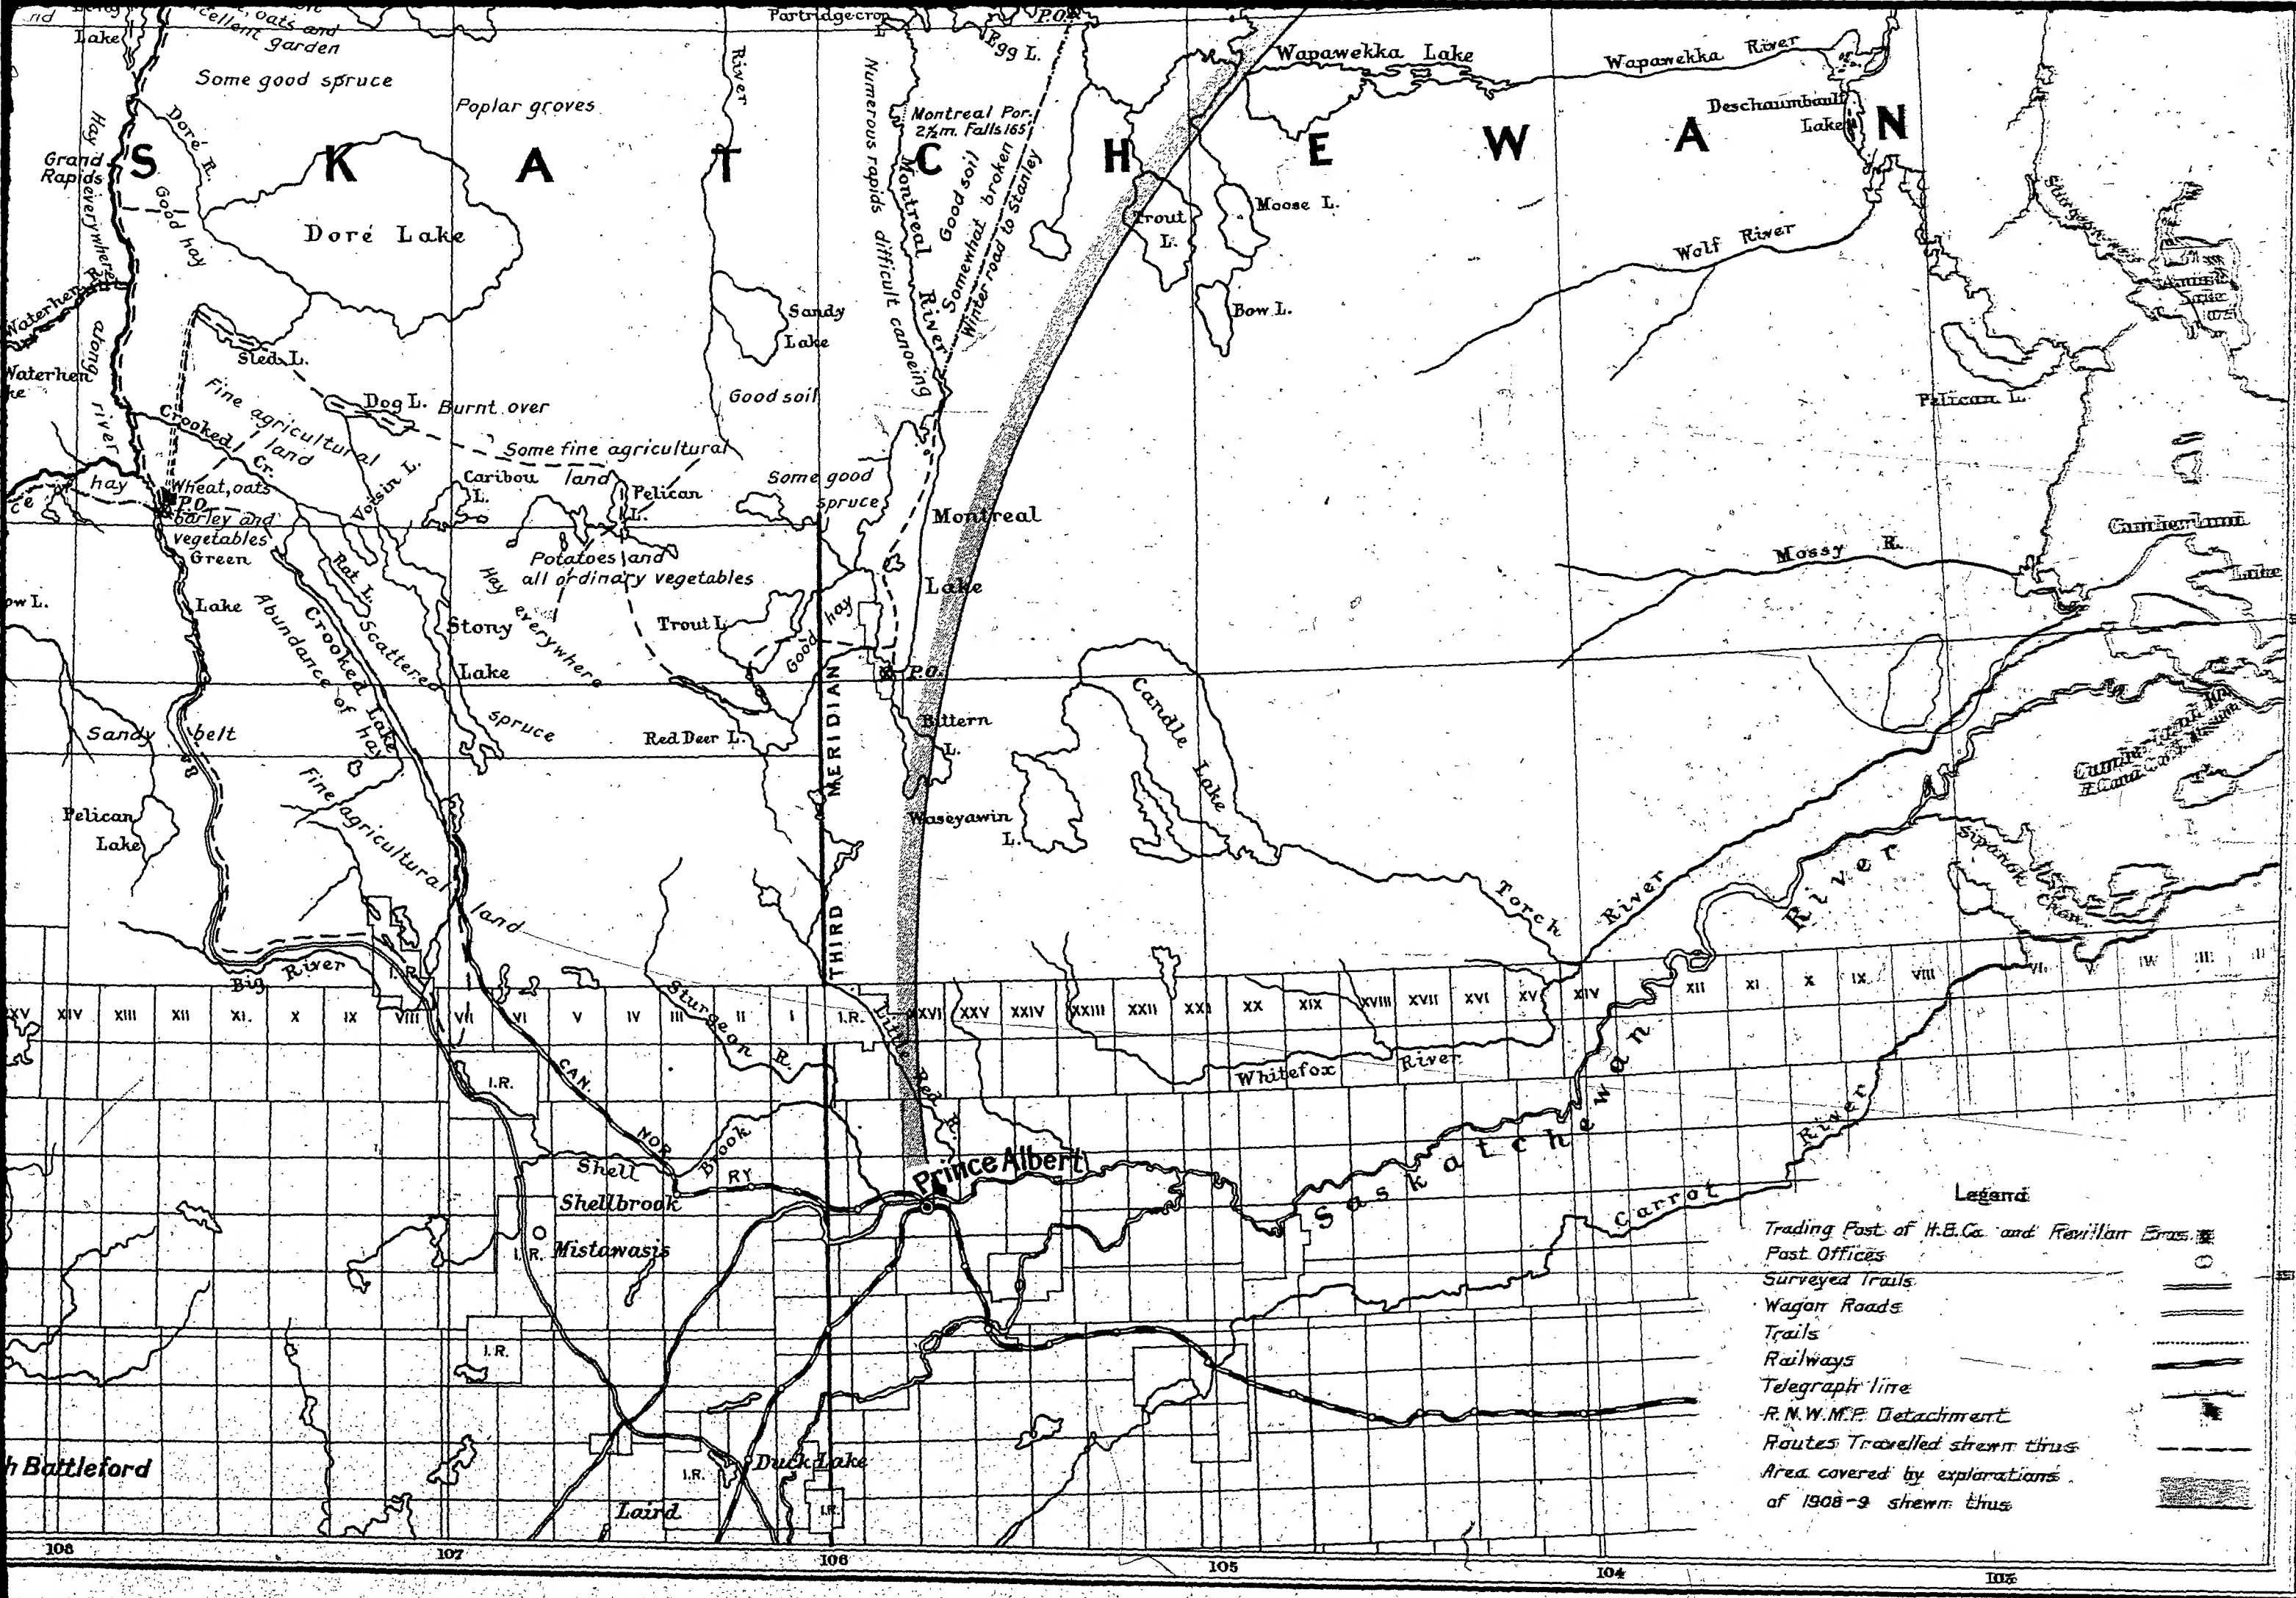 Lake
oats and
cellent
garden
Some good spruce
Poplar groves
River
Partridgecrop
L
P.O.
Egg L.
Wapawekka Lake
Wapawekka River
Deschaumbault
Lake
Hay everywhere along river
Grand
Rapids
Doré R.
Good hay
SKATCHEWAN
Doré Lake
Numerous rapids difficult canoeing
Montreal Por.
2½m. Falls 165'
Montreal River
Good soil
Somewhat broken
Winter road to Stanley
Trout
L.
Moose L.
Bow L.
Wolf River
Sturgeon
Waterhen
Waterhen
Sled L.
Sandy
Lake
Good soil
Pelican L.
Dog L. Burnt over
Fine agricultural
land
Crooked Cr.
Voisin L.
Some fine agricultural
land
Caribou
L.
Pelican
L.
Some good
spruce
hay
Wheat, oats
P.O.
barley and
vegetables
Green
Lake
Potatoes and
all ordinary vegetables
Hay everywhere
Montreal
Lake
Mossy R.
Cumberland
Lake
ow L.
Rat L.
Crooked Lake
Abundance of hay
Scattered
spruce
Stony
Lake
Trout L.
Good hay
P.O.
Sandy belt
Red Deer L.
Bittern
L.
Candle Lake
Pelican
Lake
Fine agricultural
land
Waseyawin
L.
THIRD MERIDIAN
Torch River
River
Sipanok Chan.
Big River
I.R.
XV XIV XIII XII XI. X IX VIII VII VI V IV III II I I.R. XXVI XXV XXIV XXIII XXII XXI XX XIX XVIII XVII XVI XV XIV XII XI X IX VIII VI V IV III II
Sturgeon R.
Little Red R.
Whitefox River
I.R.
CAN. NOR. RY
Shell Brook
Prince Albert
Saskatchewan
Carrot River
Shellbrook
I.R. Mistawasis
I.R.
Duck Lake
I.R.
I.R.
h Battleford
Laird
Legend
Trading Post of H.B.Co. and Revillon Bros.
Post Offices
Surveyed Trails
Wagon Roads
Trails
Railways
Telegraph line
R.N.W.M.P. Detachment
Routes Travelled shewn thus
Area covered by explorations
of 1908-9 shewn thus
108 107 106 105 104 103